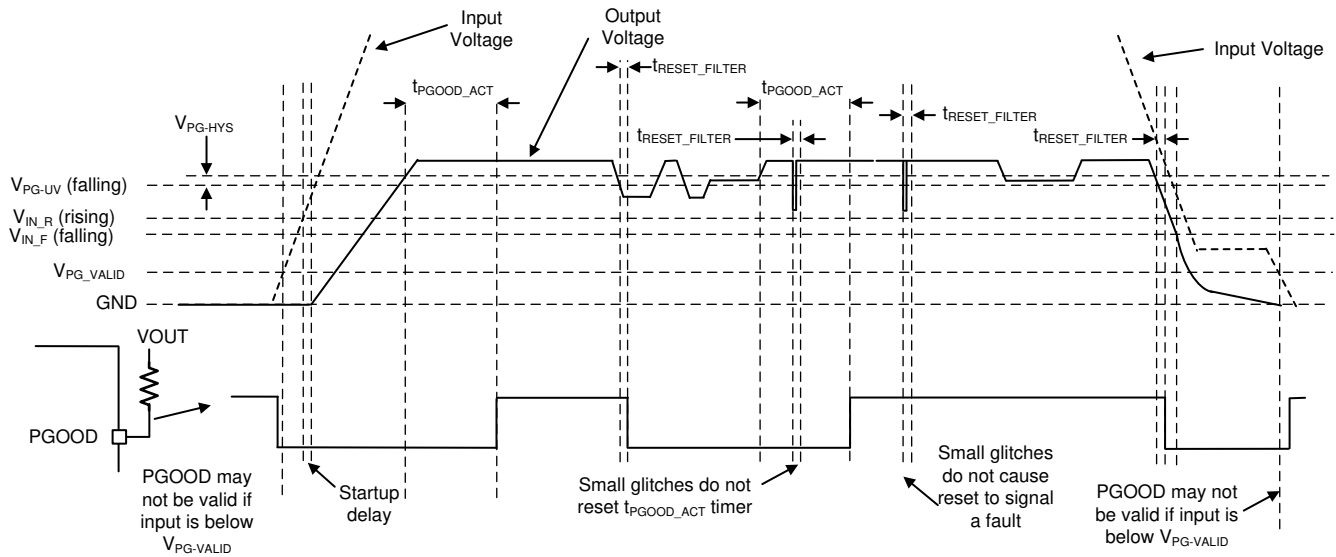 Input
Voltage
Output
Voltage
Input Voltage
tRESET_FILTER
tPGOOD_ACT
tPGOOD_ACT
tRESET_FILTER
VPG-HYS
tRESET_FILTER
tRESET_FILTER
VPG-UV (falling)
VIN_R (rising)
VIN_F (falling)
VPG_VALID
GND
VOUT
PGOOD
PGOOD may
not be valid if
input is below
VPG-VALID
Startup
delay
Small glitches do not
reset tPGOOD_ACT timer
Small glitches
do not cause
reset to signal
a fault
PGOOD may not
be valid if input is
below VPG-VALID